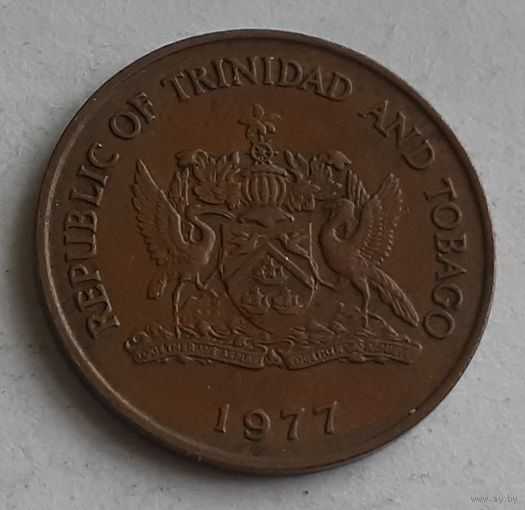 REPUBLIC OF TRINIDAD AND TOBAGO
1977
www.ay.by